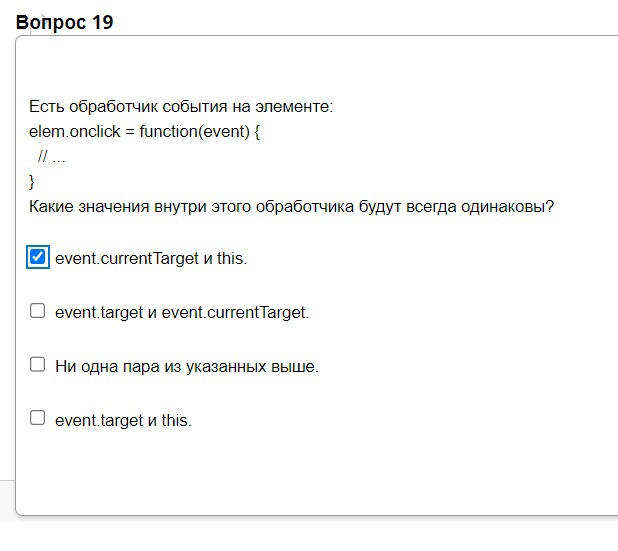 Вопрос 19
Есть обработчик события на элементе:
elem.onclick = function(event) {
// ...
}
Какие значения внутри этого обработчика будут всегда одинаковы?
event.currentTarget и this.
event.target и event.currentTarget.
Ни одна пара из указанных выше.
event.target и this.